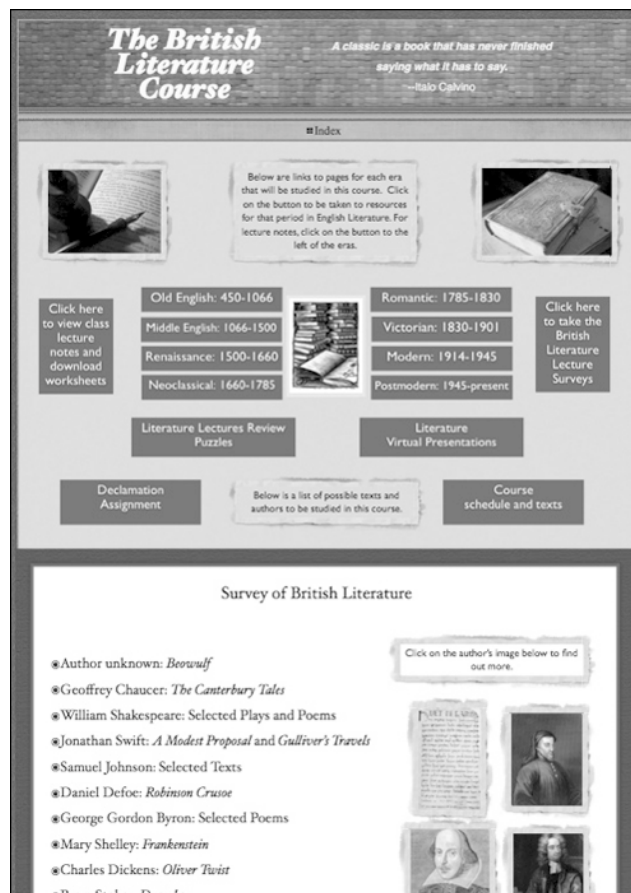 The British
Literature
Course
A classic is a book that has never finished
saying what it has to say.
--Italo Calvino
Index
Below are links to pages for each era
that will be studied in this course. Click
on the button to be taken to resources
for that period in English Literature. For
lecture notes, click on the button to the
left of the eras.
Click here
to view class
lecture
notes and
download
worksheets
Old English: 450-1066
Middle English: 1066-1500
Renaissance: 1500-1660
Neoclassical: 1660-1785
Romantic: 1785-1830
Victorian: 1830-1901
Modern: 1914-1945
Postmodern: 1945-present
Click here
to take the
British
Literature
Lecture
Surveys
Literature Lectures Review
Puzzles
Literature
Virtual Presentations
Declamation
Assignment
Below is a list of possible texts and
authors to be studied in this course.
Course
schedule and texts
Survey of British Literature
Author unknown: Beowulf
Geoffrey Chaucer: The Canterbury Tales
William Shakespeare: Selected Plays and Poems
Jonathan Swift: A Modest Proposal and Gulliver's Travels
Samuel Johnson: Selected Texts
Daniel Defoe: Robinson Crusoe
George Gordon Byron: Selected Poems
Mary Shelley: Frankenstein
Charles Dickens: Oliver Twist
Click on the author's image below to find
out more.